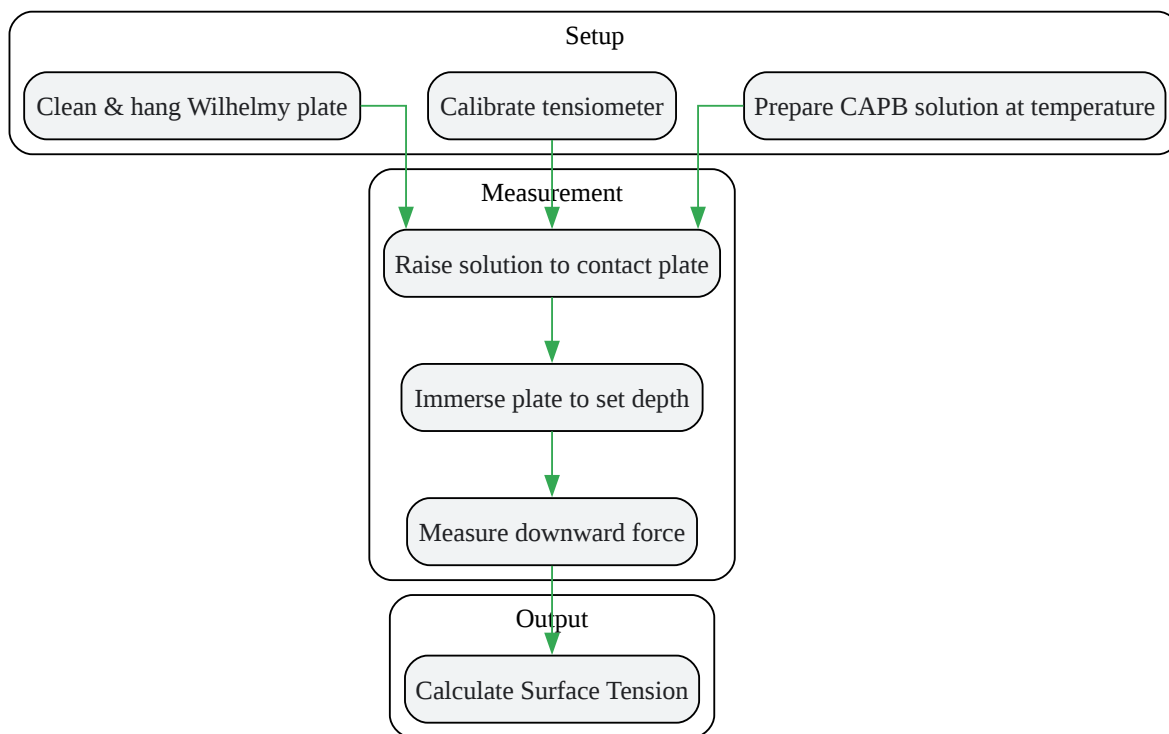 Setup
Clean & hang Wilhelmy plate
Calibrate tensiometer
Prepare CAPB solution at temperature
Measurement
Raise solution to contact plate
Immerse plate to set depth
Measure downward force
Output
Calculate Surface Tension